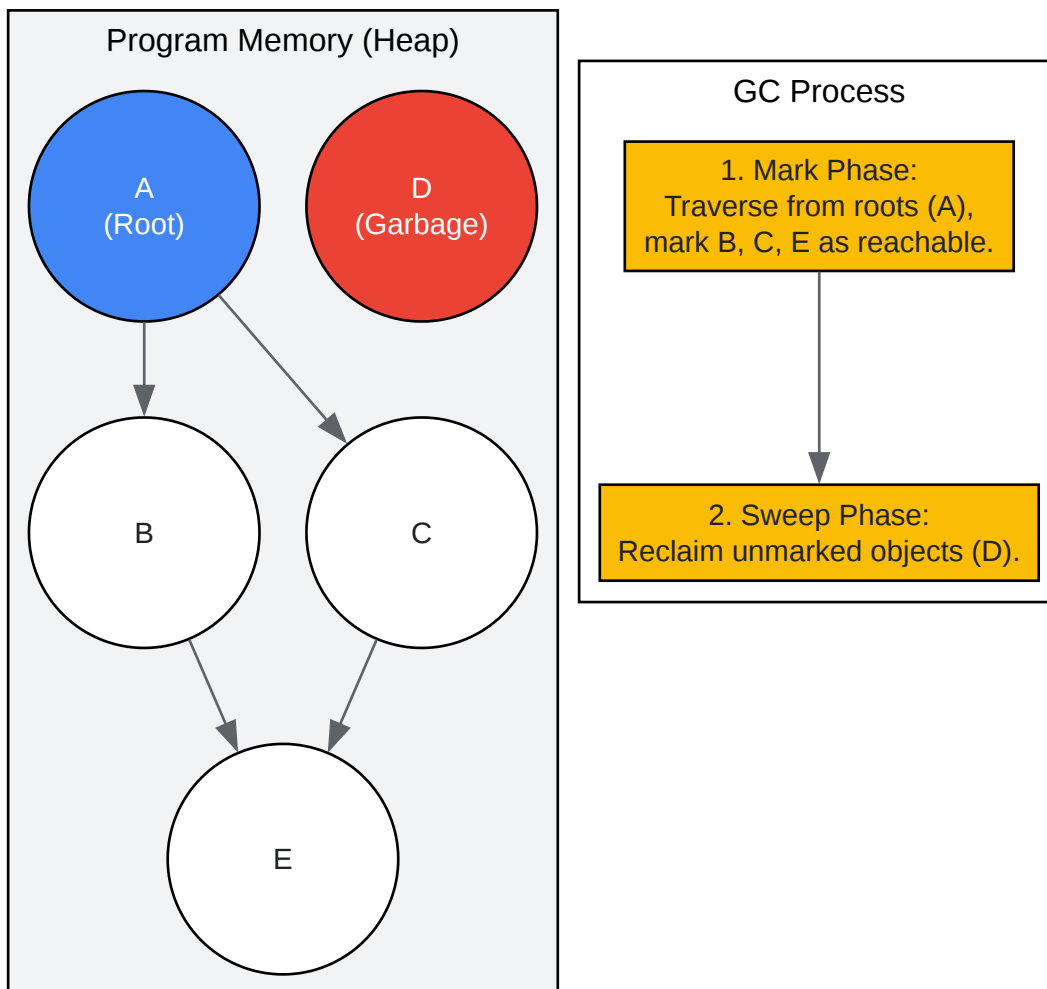 Program Memory (Heap)
A
(Root)
D
(Garbage)
B
C
E
GC Process
1. Mark Phase:
Traverse from roots (A),
mark B, C, E as reachable.
2. Sweep Phase:
Reclaim unmarked objects (D).